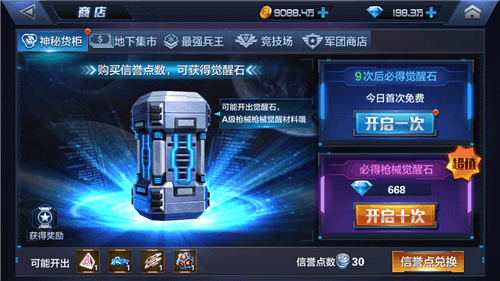 商店
9088.4万
198.3万
神秘货柜
地下集市
最强兵王
竞技场
军团商店
购买信誉点数，可获得觉醒石
可能开出觉醒石，
A级枪械枪械觉醒材料哦
9次后必得觉醒石
今日首次免费
开启一次
必得枪械觉醒石
超值
668
开启十次
获得奖励
可能开出
1
1
1
1
信誉点数
30
信誉点兑换